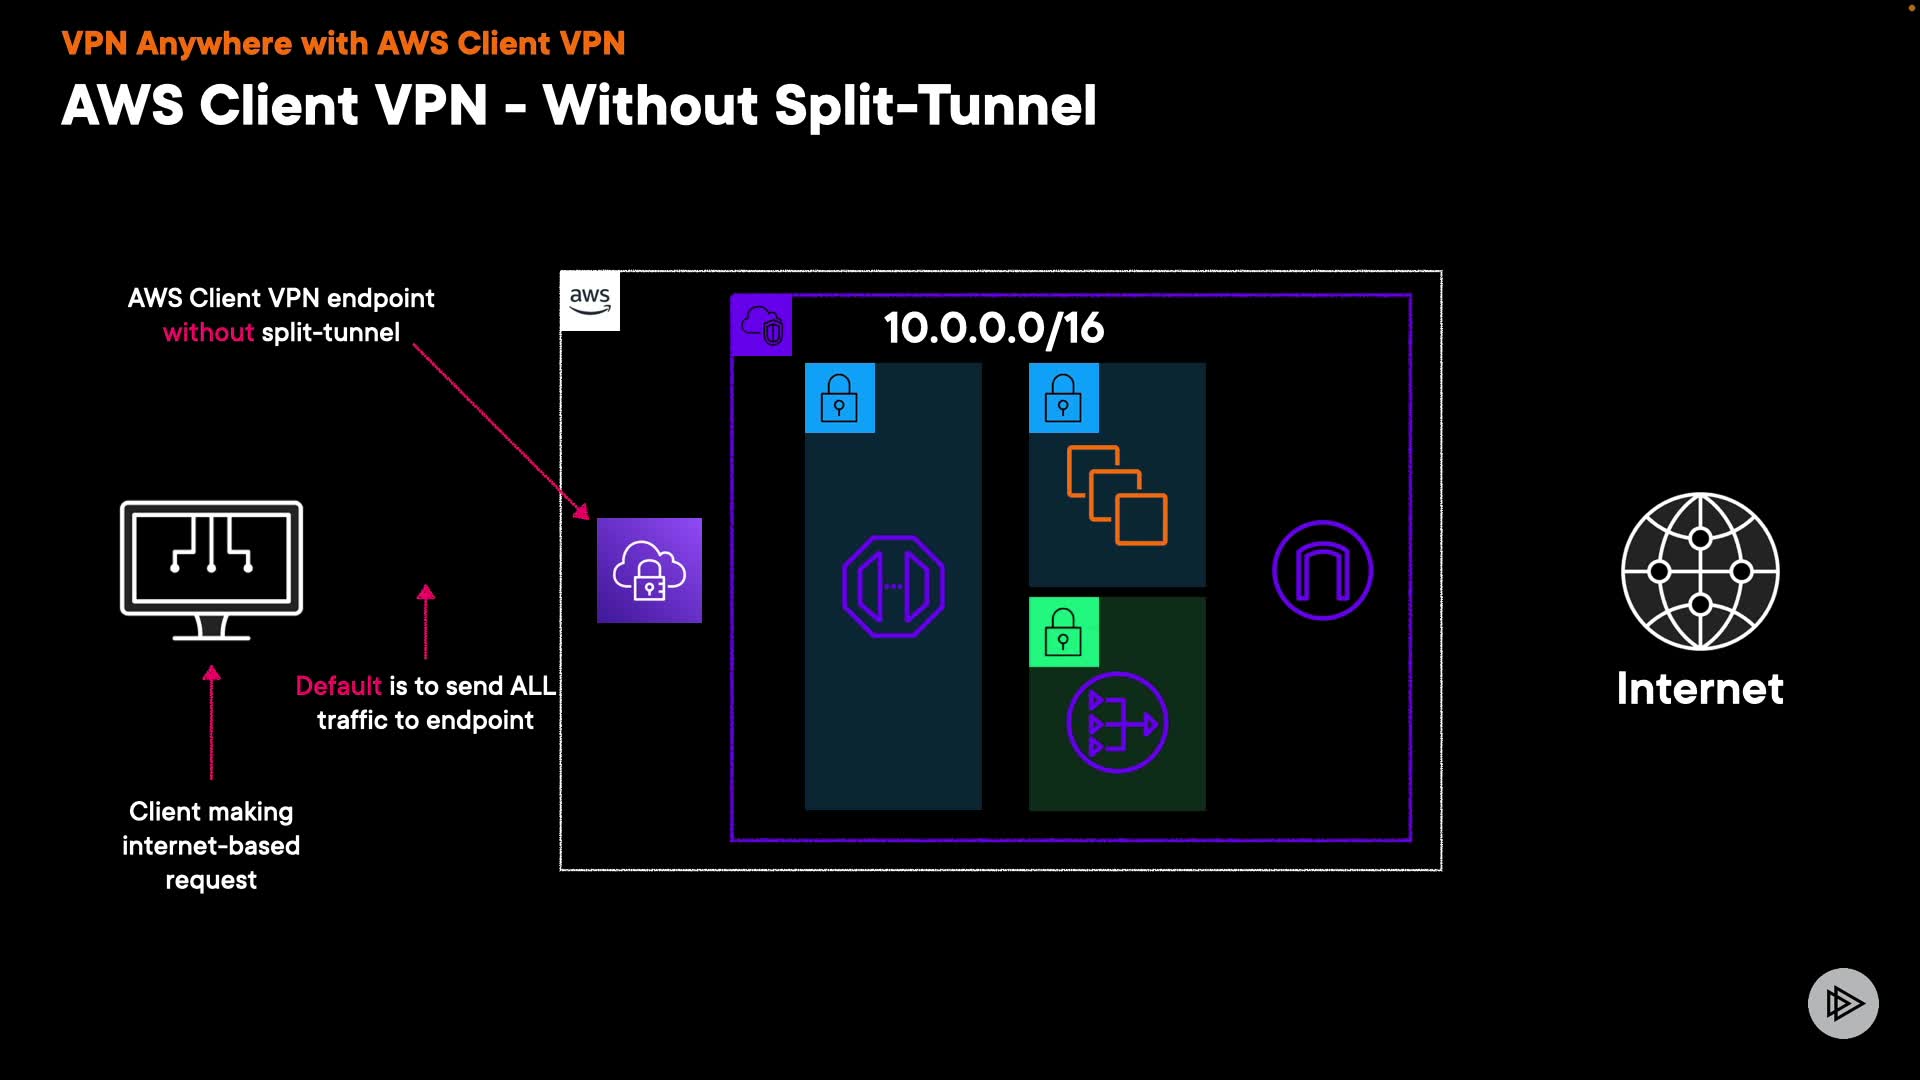 VPN Anywhere with AWS Client VPN
AWS Client VPN - Without Split-Tunnel
AWS Client VPN endpoint
without split-tunnel
aws
10.0.0.0/16
Default is to send ALL
traffic to endpoint
Client making
internet-based
request
Internet